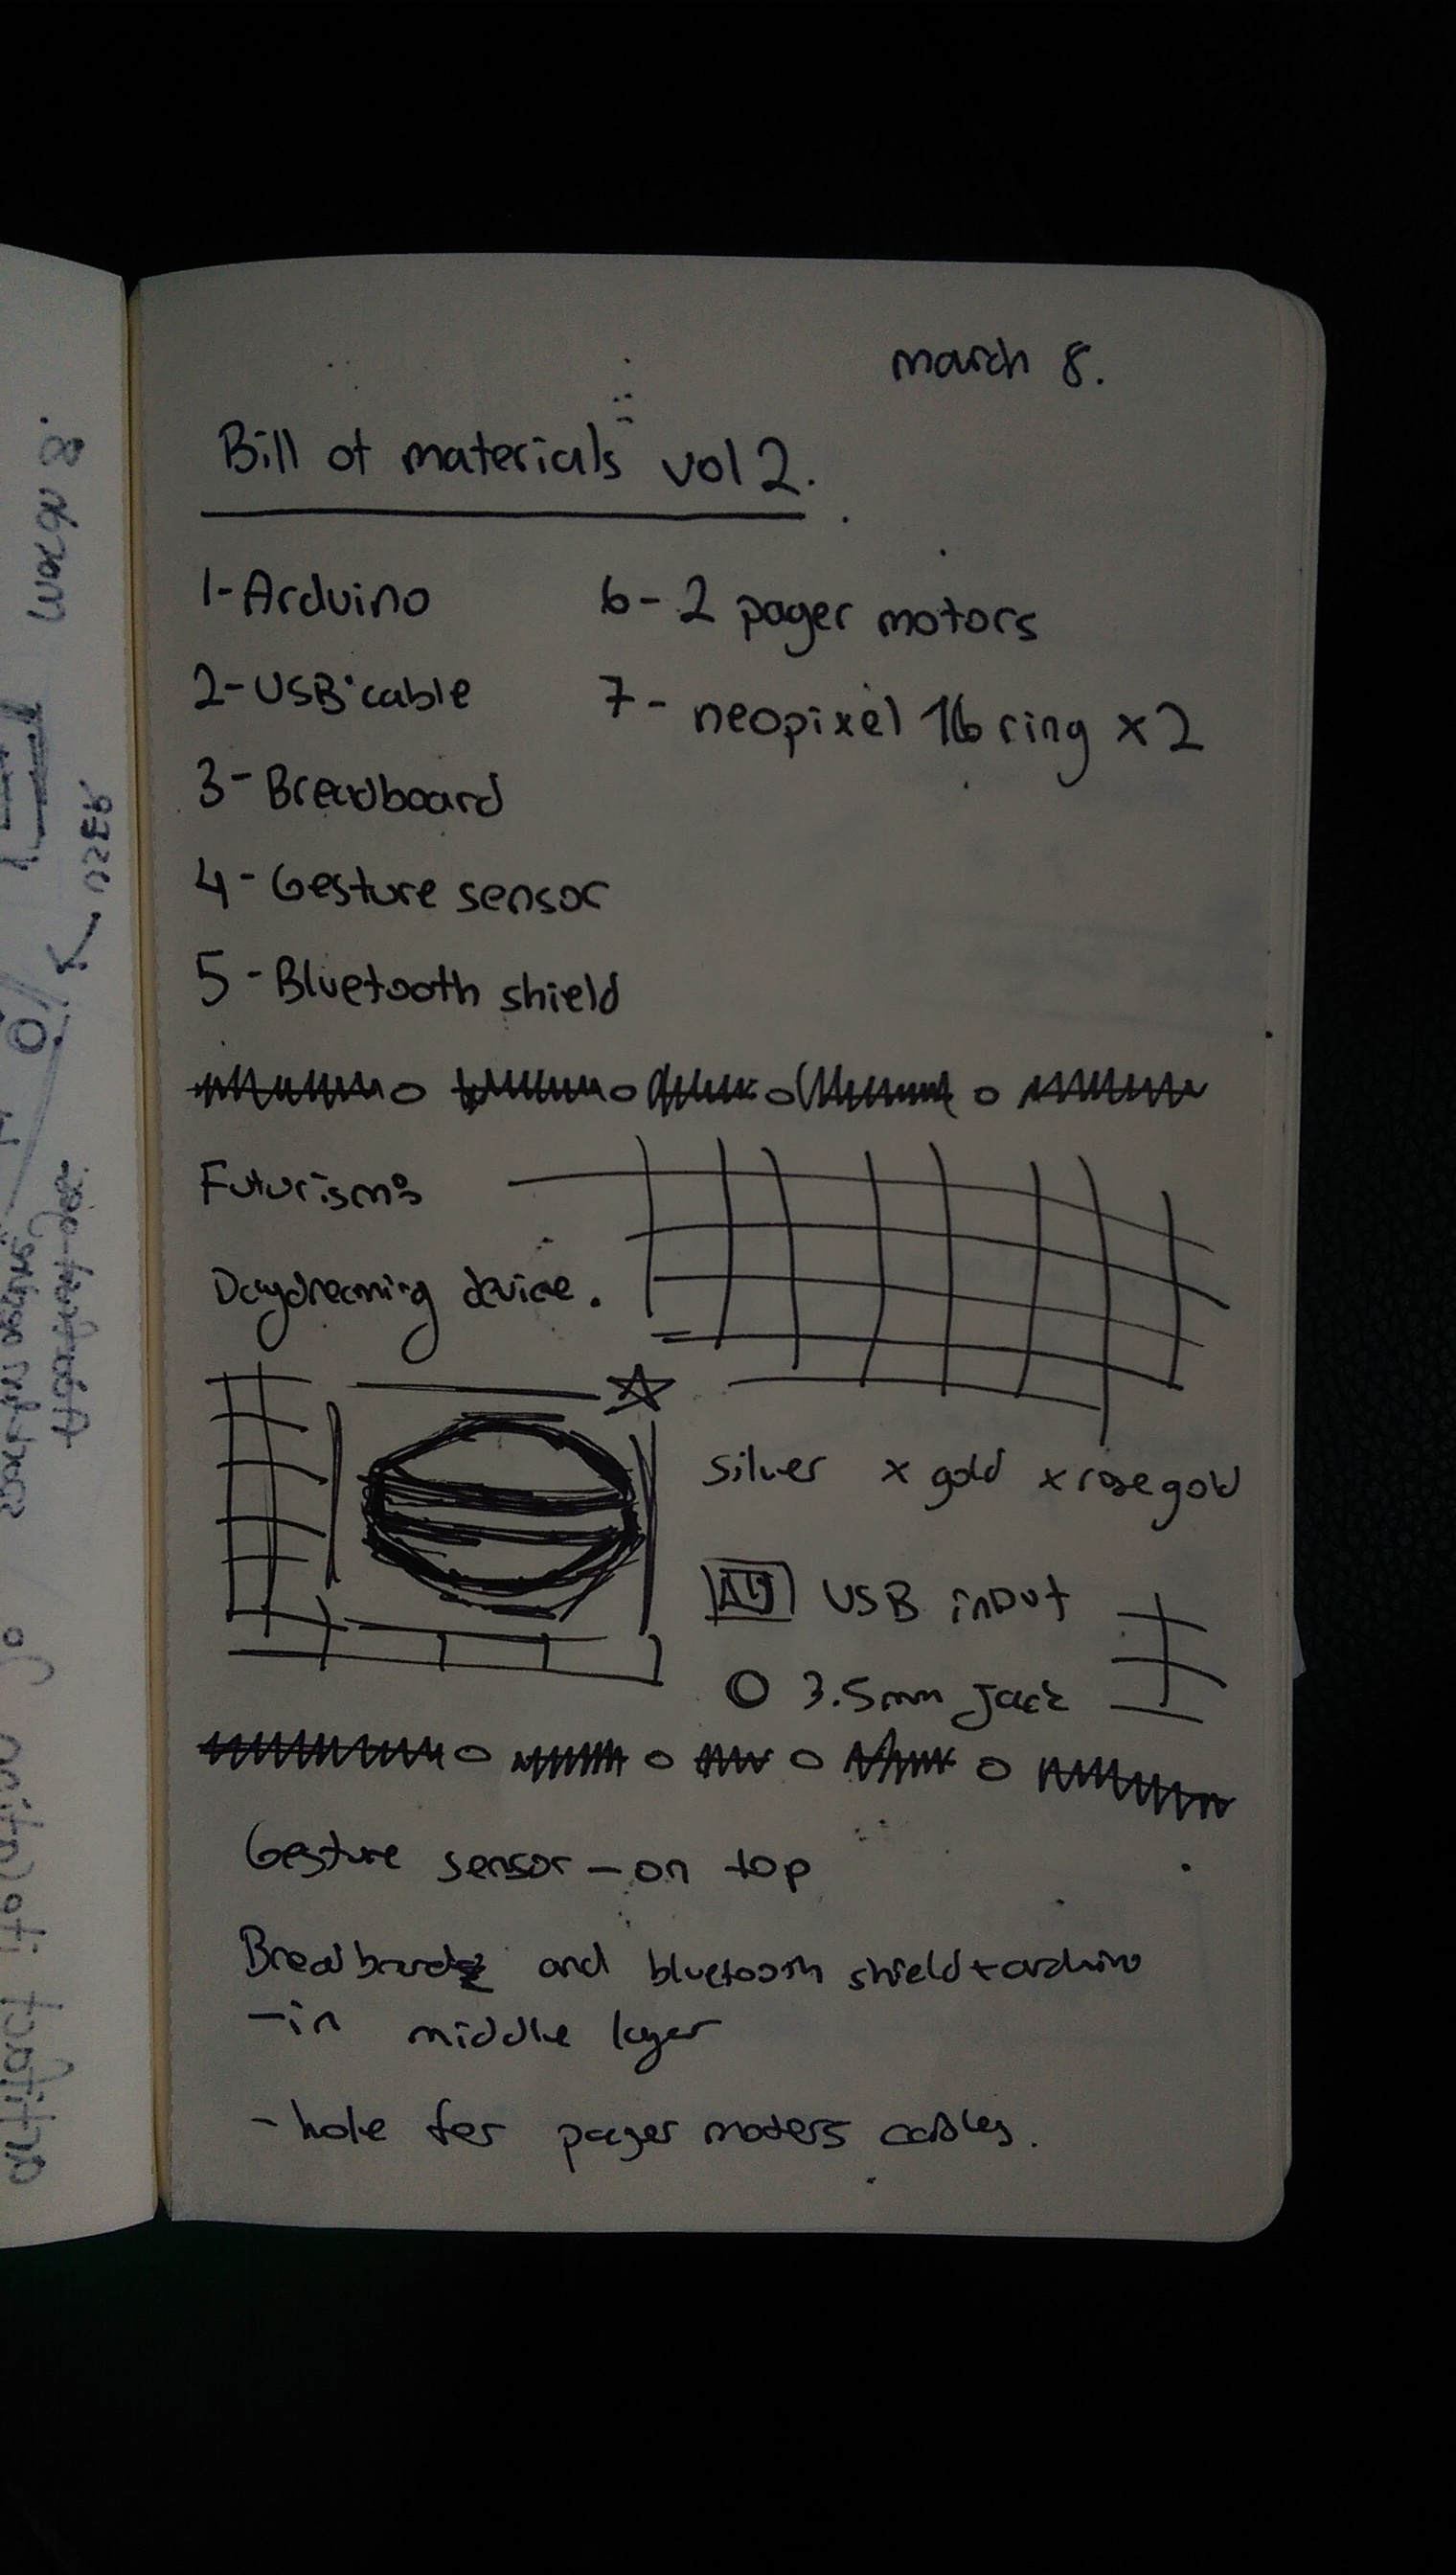 march 8.
Bill of materials vol 2.
1-Arduino
2-USB cable
3-Breadboard
4-Gesture sensor
5-Bluetooth shield
6-2 pager motors
7-neopixel 16 ring x2
Futurism:
Daydreaming device.
silver x gold x rose gold
USB input
3.5mm Jack
Gesture sensor - on top
Breadboard and bluetooth shield + arduino
-in middle layer
-hole for pager moters cables.
march 8.
USER